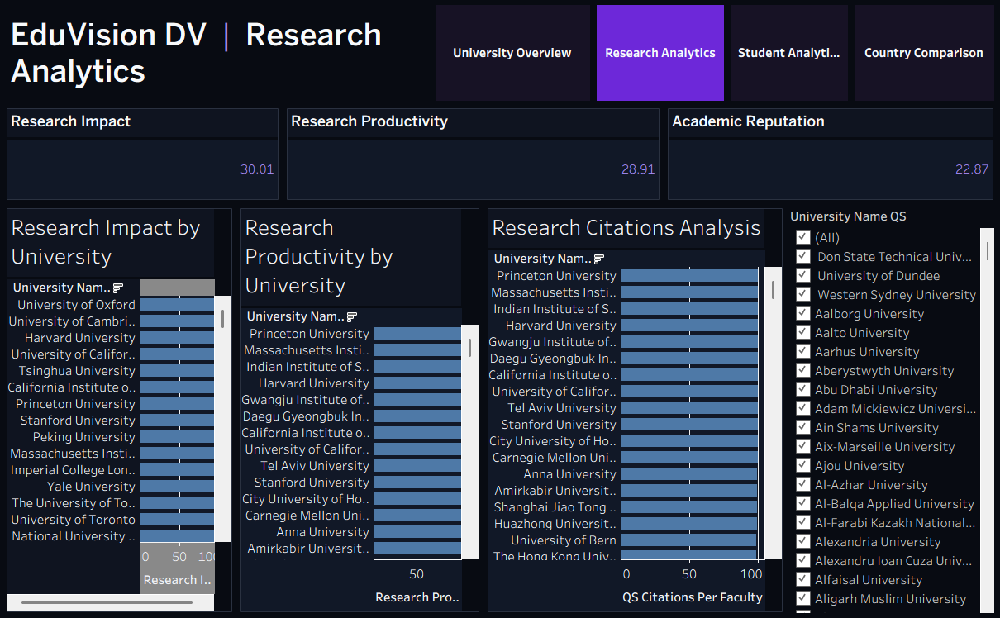 EduVision DV | Research
Analytics
University Overview
Research Analytics
Student Analyti...
Country Comparison
Research Impact
30.01
Research Productivity
28.91
Academic Reputation
22.87
Research Impact by
University
University Nam..
University of Oxford
University of Cambri..
Harvard University
University of Califor..
Tsinghua University
California Institute o..
Princeton University
Stanford University
Peking University
Massachusetts Insti..
Imperial College Lon..
Yale University
The University of To..
University of Toronto
National University ..
0 50 100
Research I..
Research
Productivity by
University
University Nam..
Princeton University
Massachusetts Insti..
Indian Institute of S..
Harvard University
Gwangju Institute of..
Daegu Gyeongbuk In..
California Institute o..
University of Califor..
Tel Aviv University
Stanford University
City University of Ho..
Carnegie Mellon Uni..
Anna University
Amirkabir Universit..
50
Research Pro..
Research Citations Analysis
University Nam..
Princeton University
Massachusetts Insti..
Indian Institute of S..
Harvard University
Gwangju Institute of..
Daegu Gyeongbuk In..
California Institute o..
University of Califor..
Tel Aviv University
Stanford University
City University of Ho..
Carnegie Mellon Uni..
Anna University
Amirkabir Universit..
Shanghai Jiao Tong ..
Huazhong Universit..
University of Bern
The Hong Kong Univ..
0 50 100
QS Citations Per Faculty
University Name QS
(All)
Don State Technical Univ...
University of Dundee
Western Sydney University
Aalborg University
Aalto University
Aarhus University
Aberystwyth University
Abu Dhabi University
Adam Mickiewicz Universi...
Ain Shams University
Aix-Marseille University
Ajou University
Al-Azhar University
Al-Balqa Applied University
Al-Farabi Kazakh National...
Alexandria University
Alexandru Ioan Cuza Univ...
Alfaisal University
Aligarh Muslim University